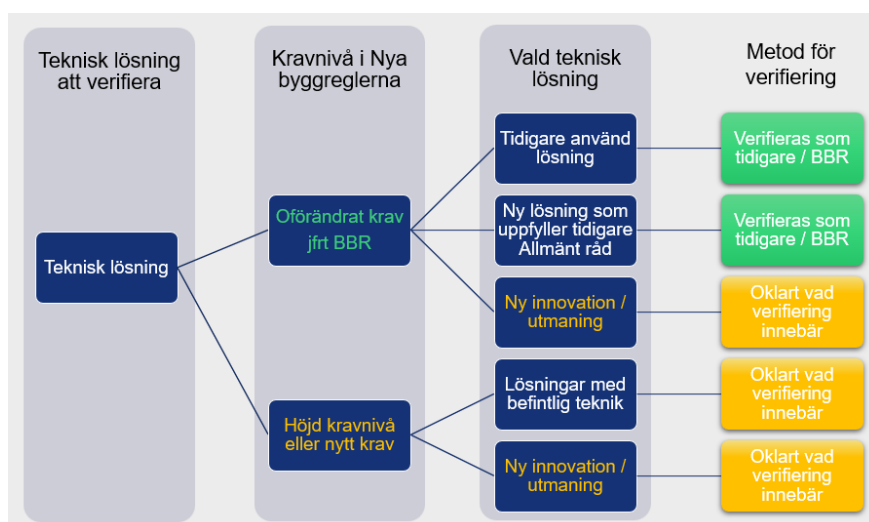 Teknisk lösning
att verifiera
Kravnivå i Nya
byggreglerna
Vald teknisk
lösning
Metod för
verifiering
Teknisk lösning
Oförändrat krav
jfrt BBR
Höjd kravnivå
eller nytt krav
Tidigare använd
lösning
Ny lösning som
uppfyller tidigare
Allmänt råd
Ny innovation /
utmaning
Lösningar med
befintlig teknik
Ny innovation /
utmaning
Verifieras som
tidigare / BBR
Verifieras som
tidigare / BBR
Oklart vad
verifiering
innebär
Oklart vad
verifiering
innebär
Oklart vad
verifiering
innebär